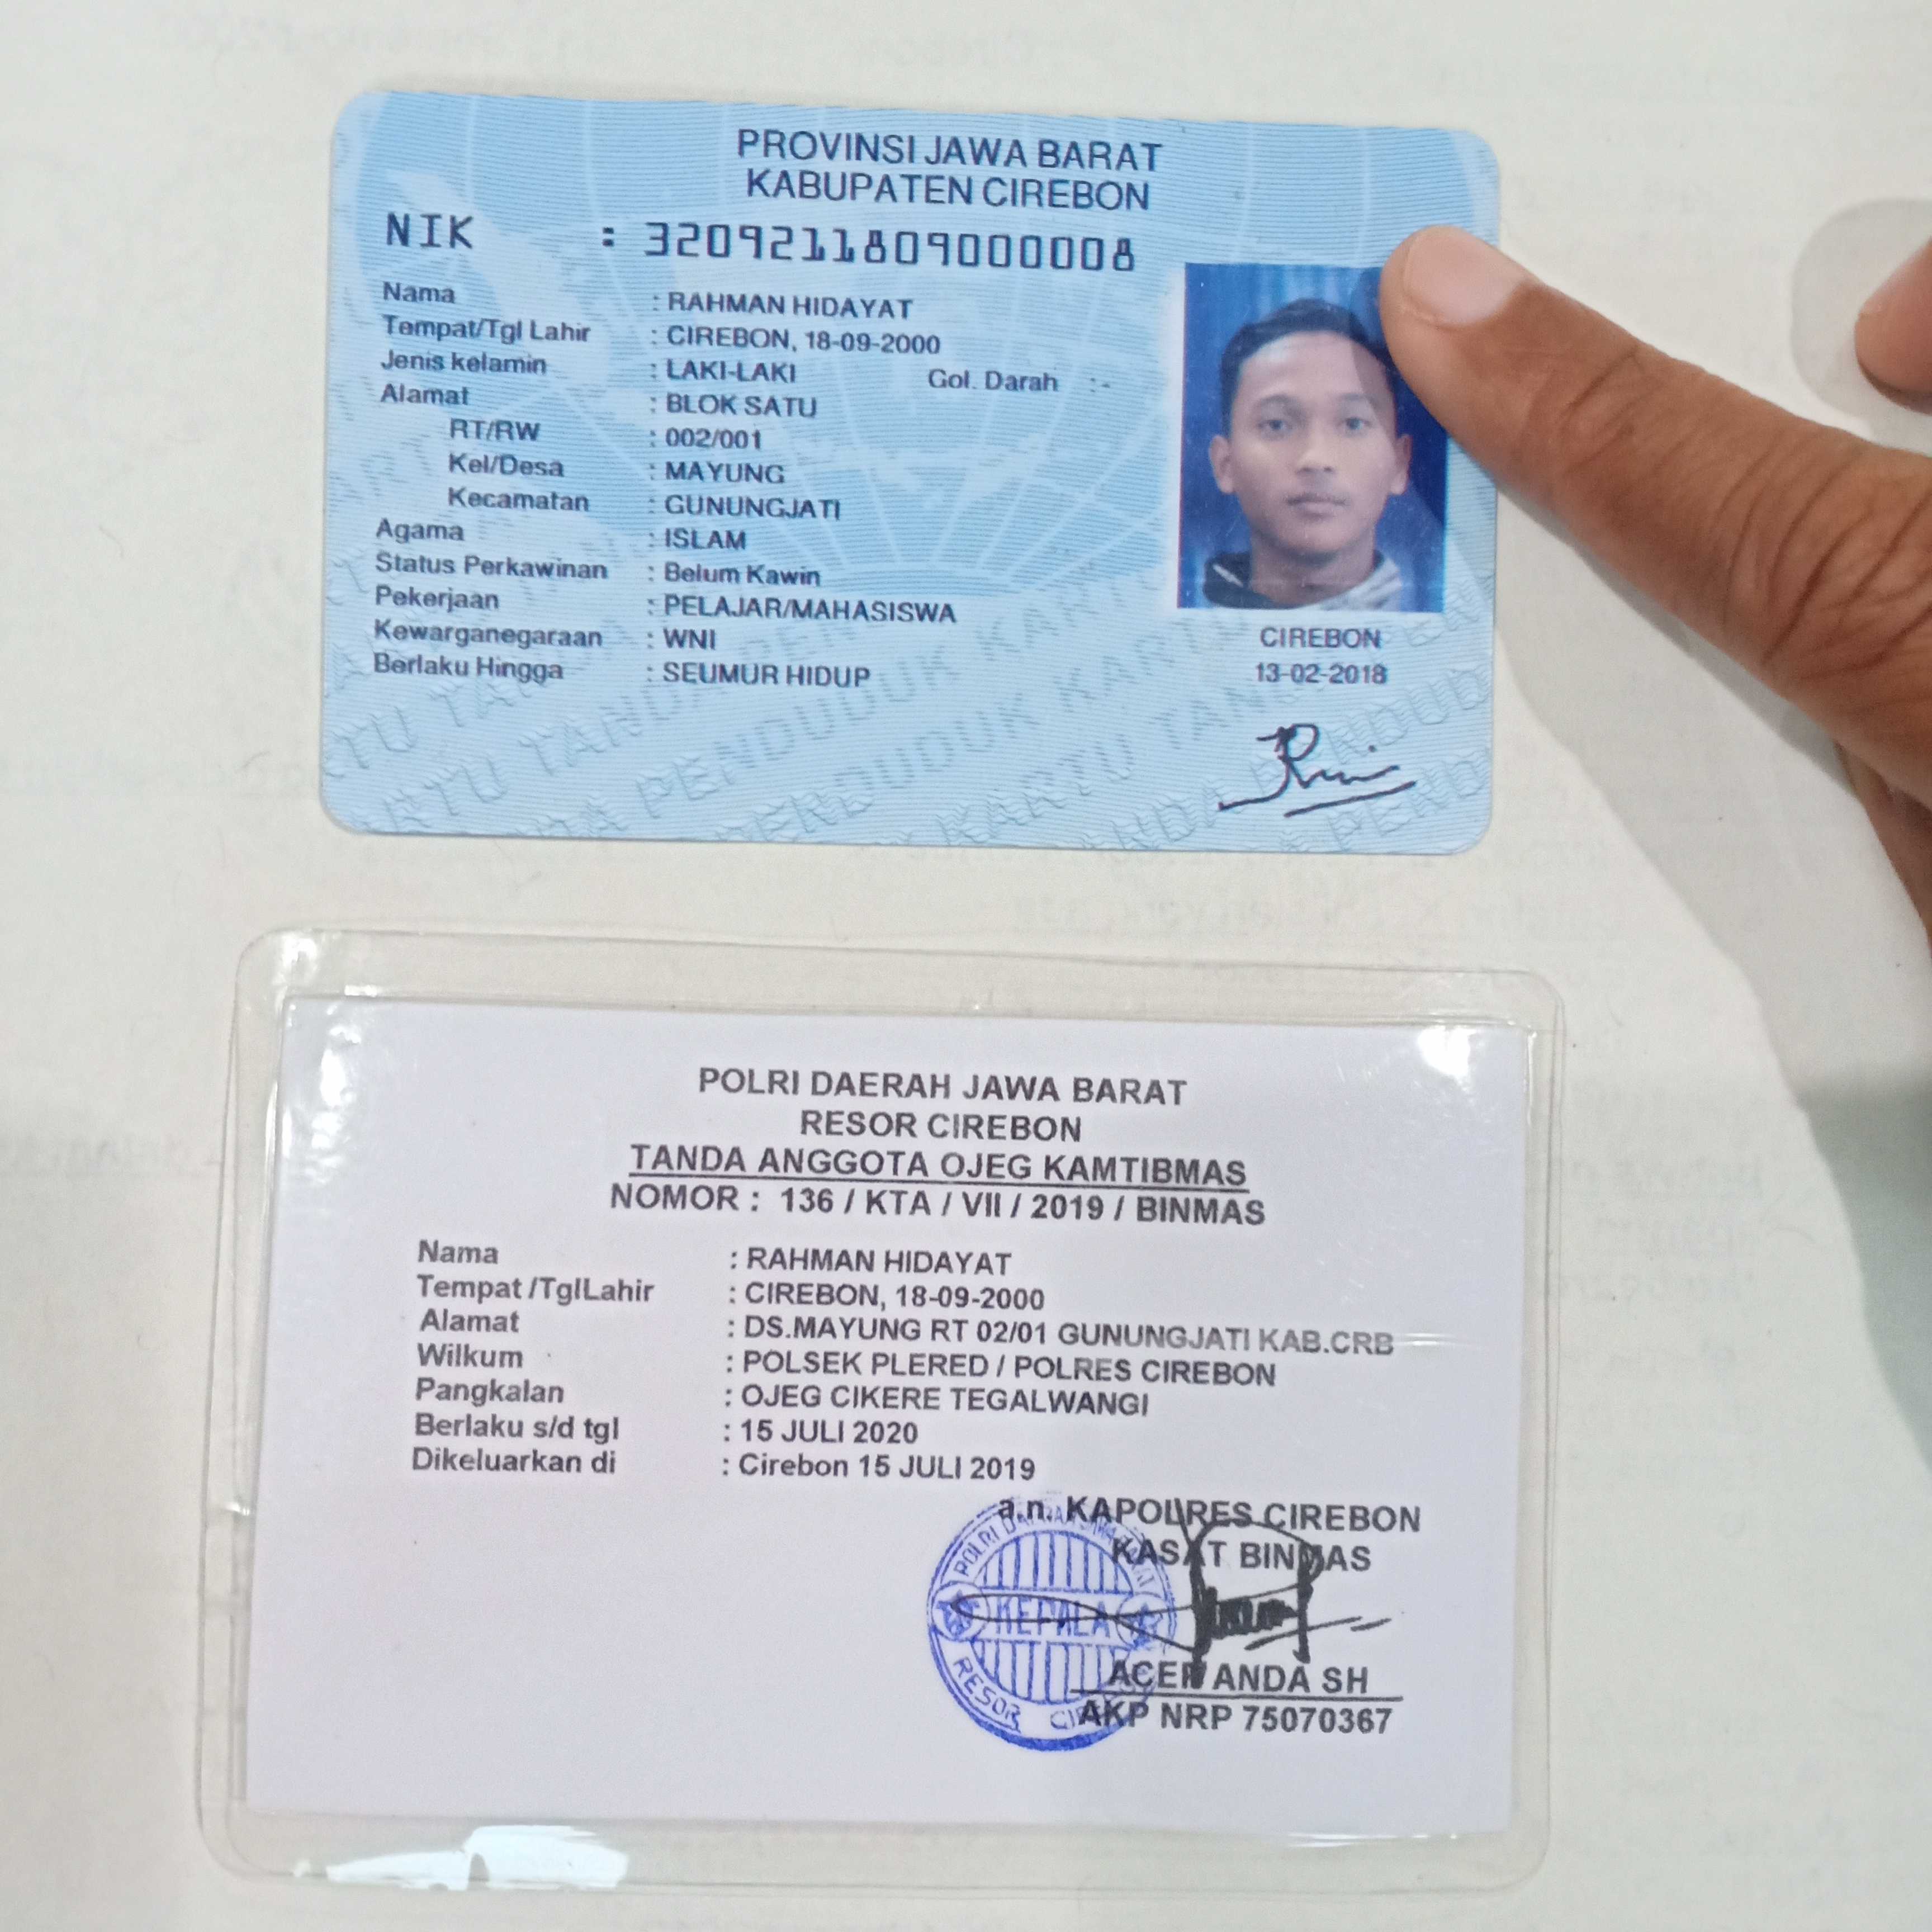 PROVINSI JAWA BARAT
KABUPATEN CIREBON
NIK : 3209211809000008
Nama : RAHMAN HIDAYAT
Tempat/Tgl Lahir : CIREBON, 18-09-2000
Jenis kelamin : LAKI-LAKI Gol. Darah : -
Alamat : BLOK SATU
RT/RW : 002/001
Kel/Desa : MAYUNG
Kecamatan : GUNUNGJATI
Agama : ISLAM
Status Perkawinan : Belum Kawin
Pekerjaan : PELAJAR/MAHASISWA
Kewarganegaraan : WNI
Berlaku Hingga : SEUMUR HIDUP
CIREBON
13-02-2018
POLRI DAERAH JAWA BARAT
RESOR CIREBON
TANDA ANGGOTA OJEG KAMTIBMAS
NOMOR : 136 / KTA / VII / 2019 / BINMAS
Nama : RAHMAN HIDAYAT
Tempat /TglLahir : CIREBON, 18-09-2000
Alamat : DS.MAYUNG RT 02/01 GUNUNGJATI KAB.CRB
Wilkum : POLSEK PLERED / POLRES CIREBON
Pangkalan : OJEG CIKERE TEGALWANGI
Berlaku s/d tgl : 15 JULI 2020
Dikeluarkan di : Cirebon 15 JULI 2019
a.n. KAPOLRES CIREBON
KASAT BINMAS
KEPALA
RESOR
ANDA SH
AKP NRP 75070367